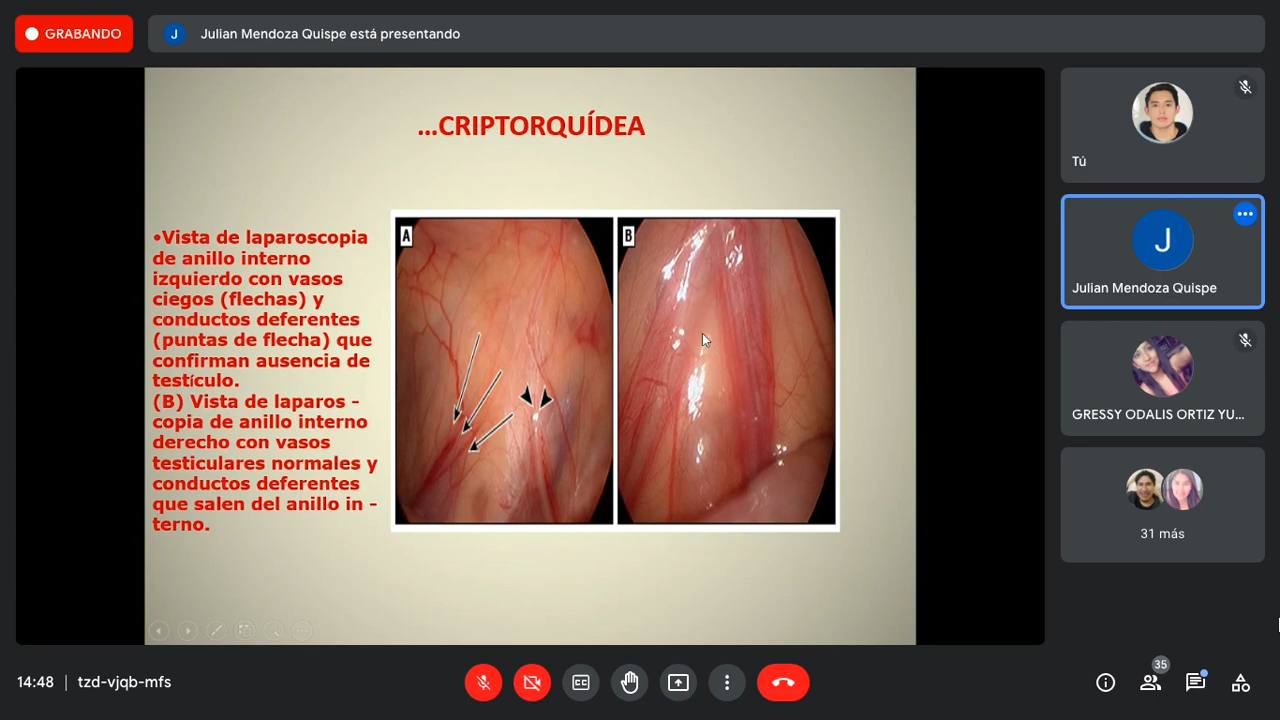 GRABANDO
J
Julian Mendoza Quispe está presentando
...CRIPTORQUÍDEA
•Vista de laparoscopia
de anillo interno
izquierdo con vasos
ciegos (flechas) y
conductos deferentes
(puntas de flecha) que
confirman ausencia de
testículo.
(B) Vista de laparos -
copia de anillo interno
derecho con vasos
testiculares normales y
conductos deferentes
que salen del anillo in -
terno.
A
B
Tú
J
Julian Mendoza Quispe
GRESSY ODALIS ORTIZ YU...
31 más
14:48 | tzd-vjqb-mfs
CC
35